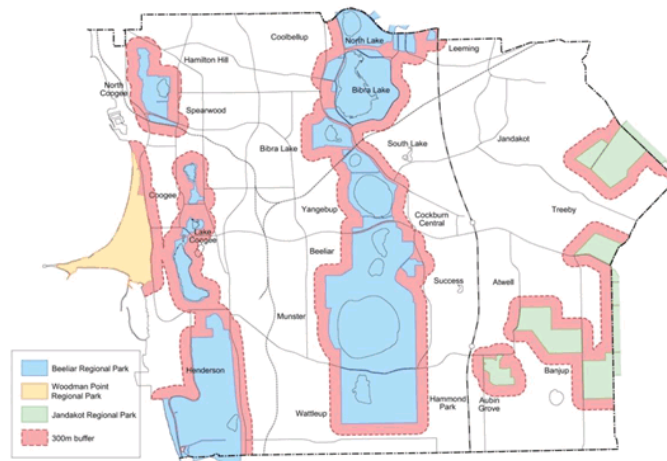 Coolbellup
North Lake
Leeming
Hamilton Hill
North
Coogee
Bibra Lake
Spearwood
Jandakot
South Lake
Bibra Lake
Coogee
Yangebup
Treeby
Cockburn
Central
Lake
Coogee
Beeliar
Success
Atwell
Munster
Henderson
Banjup
Wattleup
Hammond
Park
Aubin
Grove
Beeliar Regional Park
Woodman Point
Regional Park
Jandakot Regional Park
300m buffer